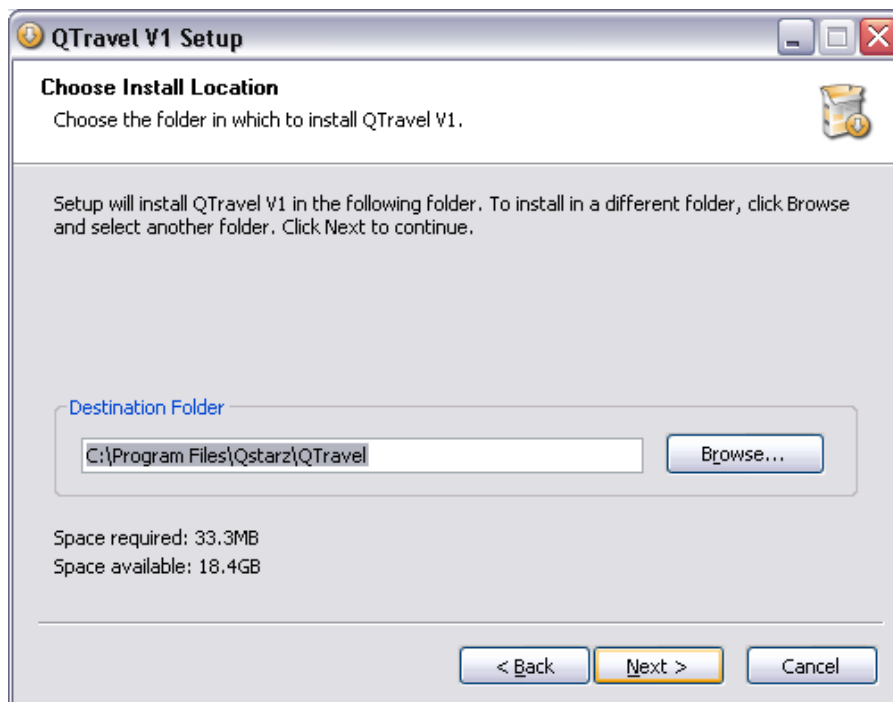 QTravel V1 Setup
Choose Install Location
Choose the folder in which to install QTravel V1.
Setup will install QTravel V1 in the following folder. To install in a different folder, click Browse
and select another folder. Click Next to continue.
Destination Folder
C:\Program Files\Qstarz\QTravel
Browse...
Space required: 33.3MB
Space available: 18.4GB
< Back
Next >
Cancel